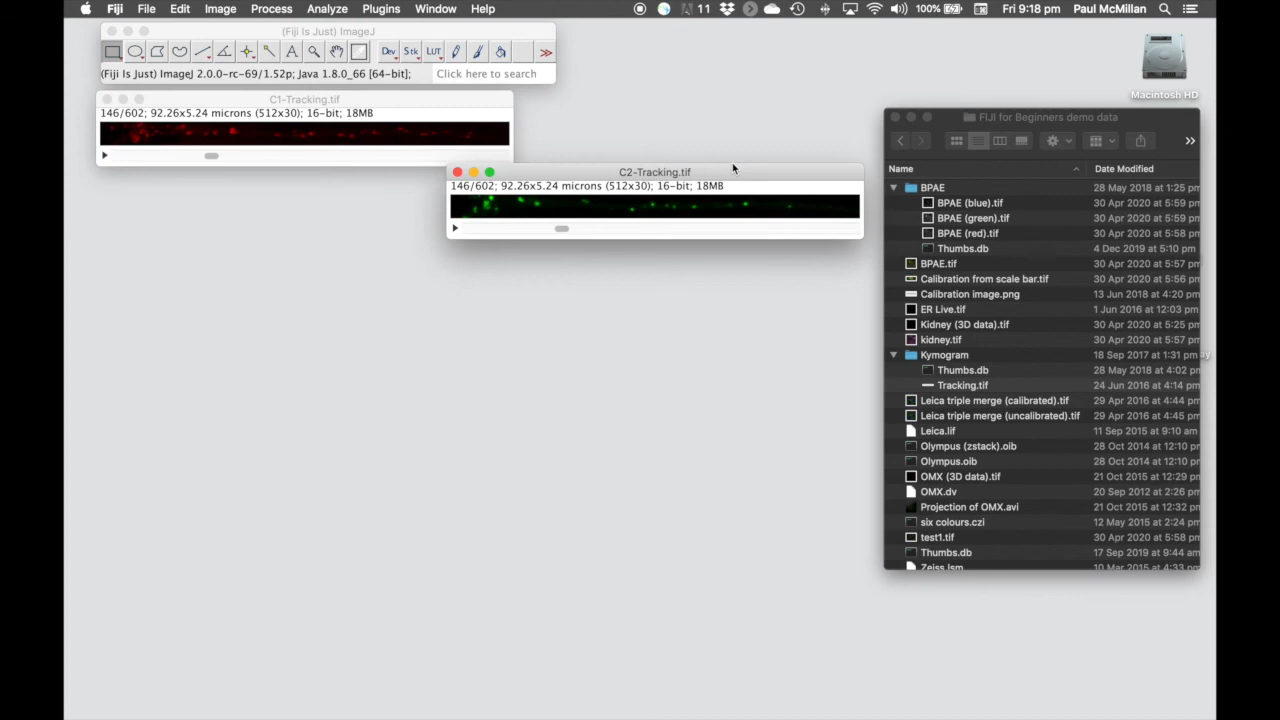 Fiji File Edit Image Process Analyze Plugins Window Help 11 100% Fri 9:18 pm Paul McMillan
(Fiji Is Just) ImageJ
Dev Stk LUT
(Fiji Is Just) ImageJ 2.0.0-rc-69/1.52p; Java 1.8.0_66 [64-bit]; Click here to search
Macintosh HD
C1-Tracking.tif
146/602; 92.26x5.24 microns (512x30); 16-bit; 18MB
C2-Tracking.tif
146/602; 92.26x5.24 microns (512x30); 16-bit; 18MB
FIJI for Beginners demo data
Name Date Modified
BPAE 28 May 2018 at 1:25 pm
BPAE (blue).tif 30 Apr 2020 at 5:59 pm
BPAE (green).tif 30 Apr 2020 at 5:59 pm
BPAE (red).tif 30 Apr 2020 at 5:58 pm
Thumbs.db 4 Dec 2019 at 5:10 pm
BPAE.tif 30 Apr 2020 at 5:57 pm
Calibration from scale bar.tif 30 Apr 2020 at 5:56 pm
Calibration image.png 13 Jun 2018 at 4:20 pm
ER Live.tif 1 Jun 2016 at 12:03 pm
Kidney (3D data).tif 30 Apr 2020 at 5:25 pm
kidney.tif 30 Apr 2020 at 5:57 pm
Kymogram 18 Sep 2017 at 1:31 pm
Thumbs.db 28 May 2018 at 4:02 pm
Tracking.tif 24 Jun 2016 at 4:14 pm
Leica triple merge (calibrated).tif 29 Apr 2016 at 4:44 pm
Leica triple merge (uncalibrated).tif 29 Apr 2016 at 4:45 pm
Leica.lif 11 Sep 2015 at 9:10 am
Olympus (zstack).oib 28 Oct 2014 at 12:10 pm
Olympus.oib 28 Oct 2014 at 12:10 pm
OMX (3D data).tif 21 Oct 2015 at 12:29 pm
OMX.dv 20 Sep 2012 at 2:26 pm
Projection of OMX.avi 21 Oct 2015 at 12:32 pm
six colours.czi 12 May 2015 at 2:24 pm
test1.tif 30 Apr 2020 at 5:58 pm
Thumbs.db 17 Sep 2019 at 9:44 am
Zeiss.lsm 10 Mar 2015 at 4:33 pm